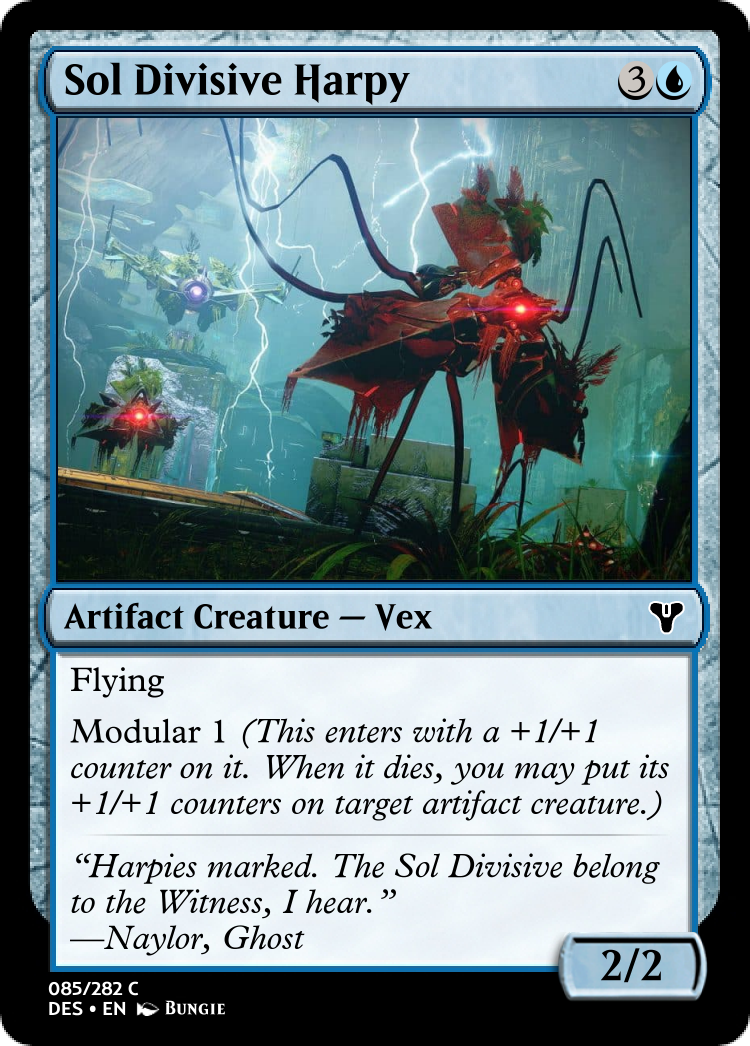 Sol Divisive Harpy 3
Artifact Creature — Vex
Flying
Modular 1 (This enters with a +1/+1
counter on it. When it dies, you may put its
+1/+1 counters on target artifact creature.)
“Harpies marked. The Sol Divisive belong
to the Witness, I hear.”
—Naylor, Ghost
2/2
085/282 C
DES • EN Bungie